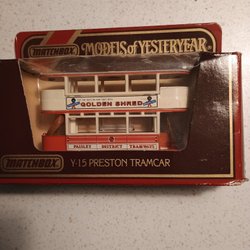 MATCHBOX
MODELS of YESTERYEAR
GOLDEN SHRED
PAISLEY DISTRICT TRAMWAYS
MATCHBOX
Y-15 PRESTON TRAMCAR